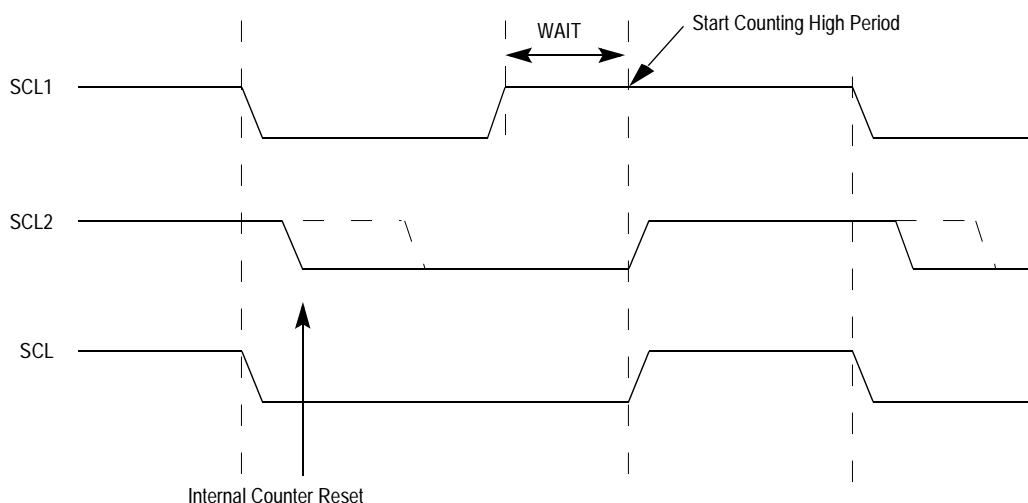 WAIT
Start Counting High Period
SCL1
SCL2
SCL
Internal Counter Reset